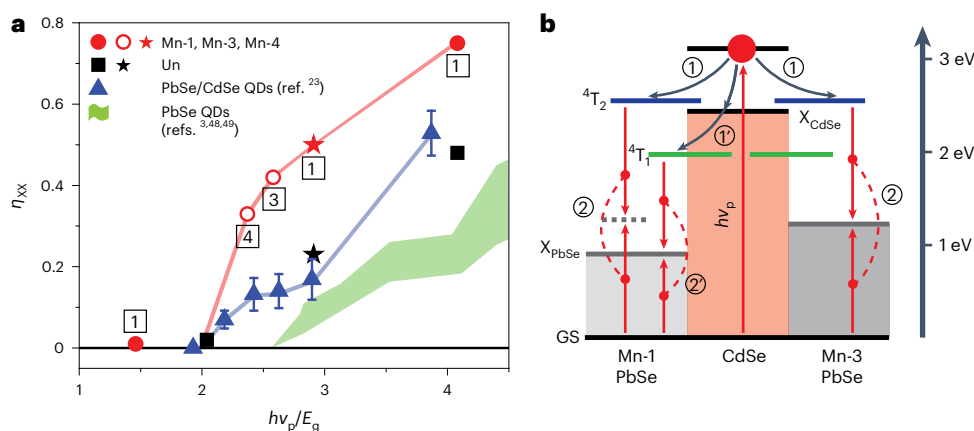 a
0.8
0.6
0.4
0.2
0
ηXX
Mn-1, Mn-3, Mn-4
Un
PbSe/CdSe QDs (ref. 23)
PbSe QDs
(refs. 3,48,49)
1
1
3
4
1
1
2
3
4
hνp/Eg
b
1
1
3 eV
4T2
XCdSe
1′
4T1
2 eV
2
hνp
2
XPbSe
1 eV
2′
GS
Mn-1
PbSe
CdSe
Mn-3
PbSe